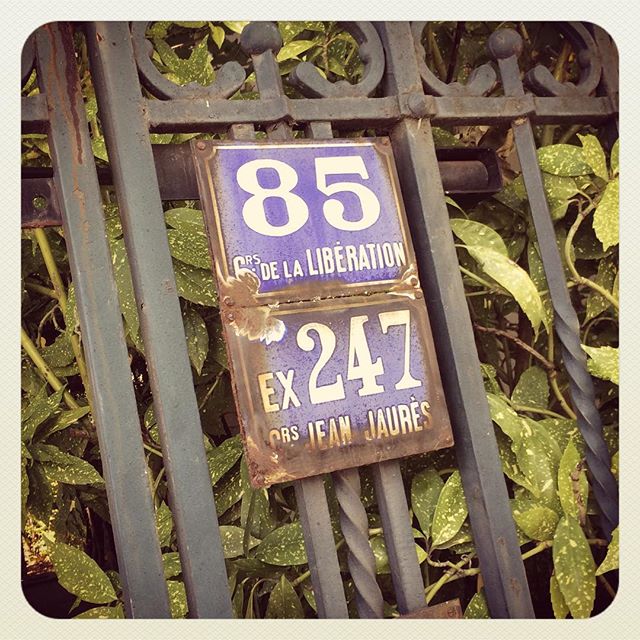 85
CRS DE LA LIBÉRATION
EX 247
CRS JEAN JAURÈS